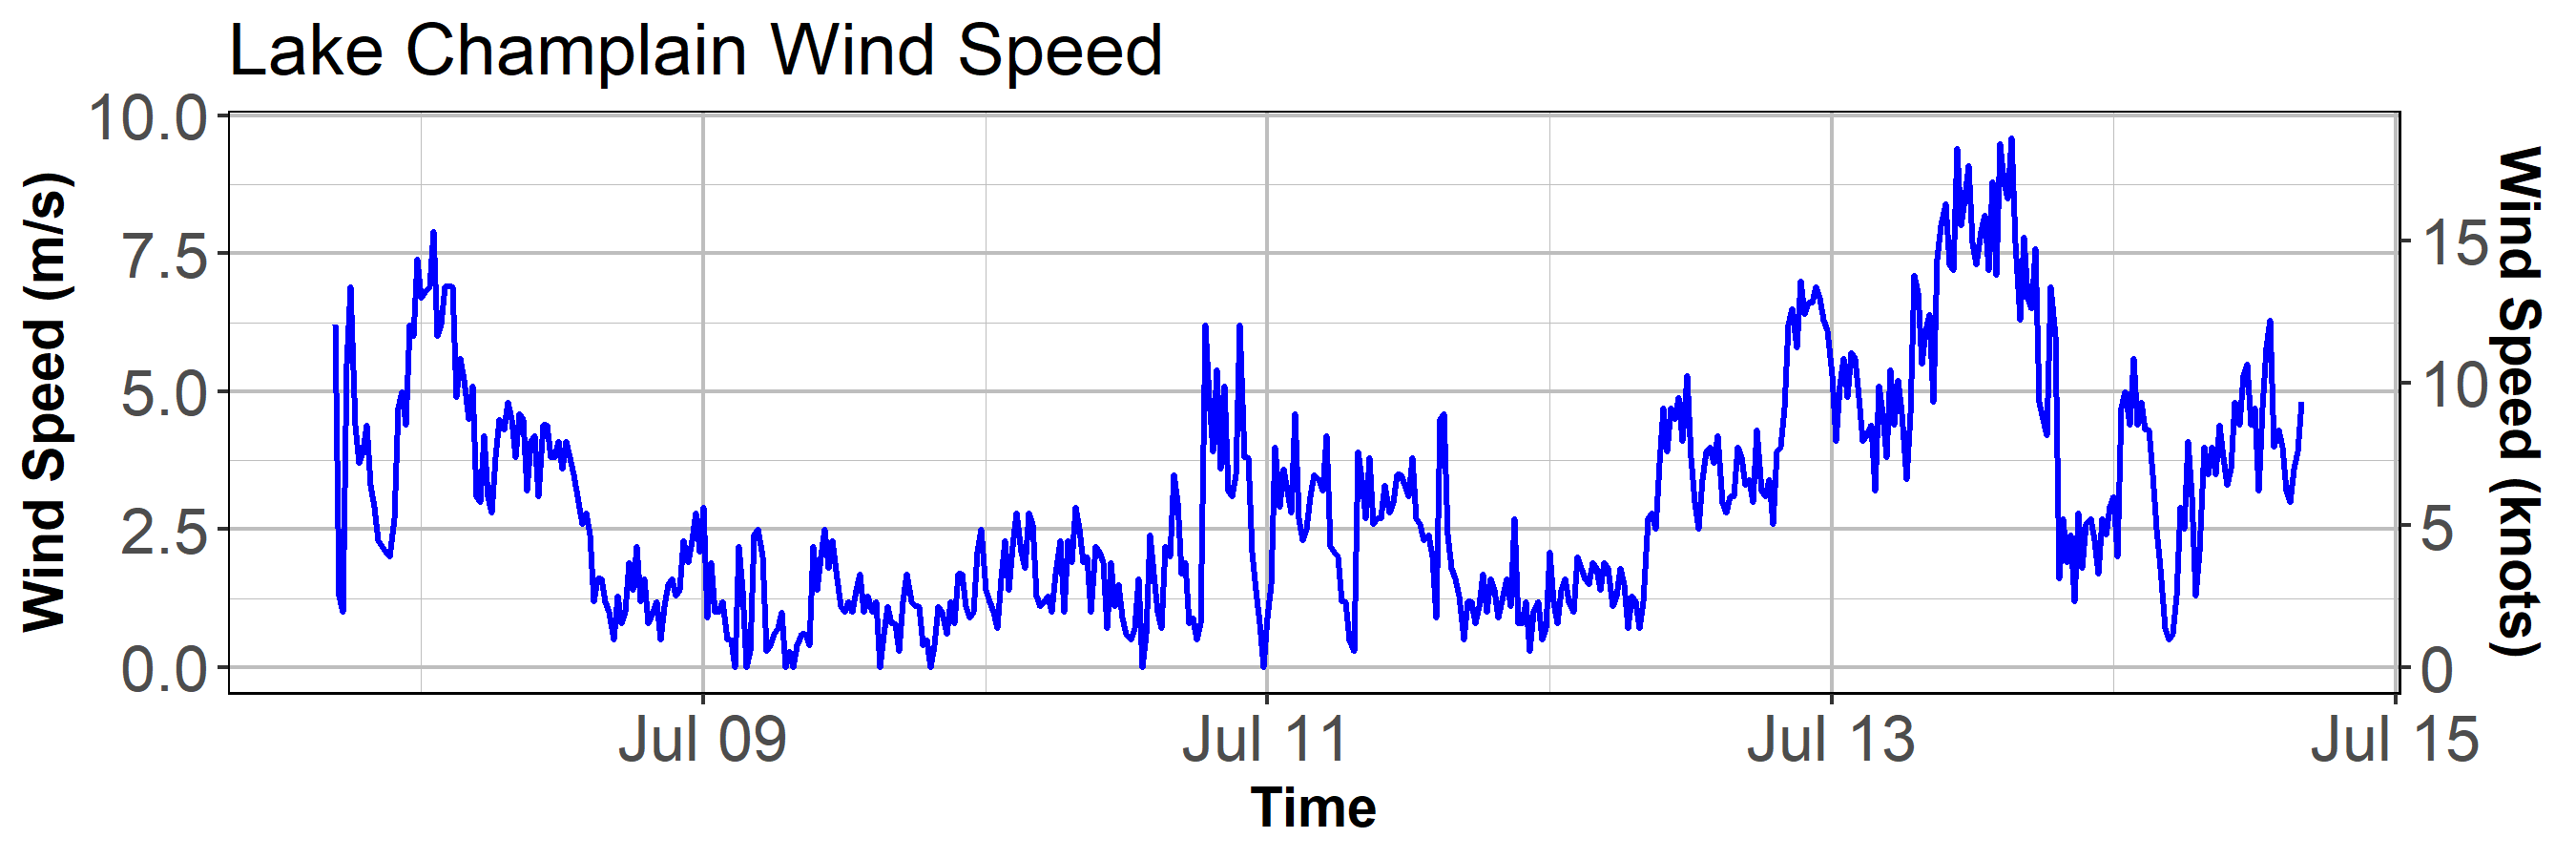 Lake Champlain Wind Speed
Wind Speed (m/s)
10.0
7.5
5.0
2.5
0.0
Wind Speed (knots)
15
10
5
0
Jul 09
Jul 11
Jul 13
Jul 15
Time